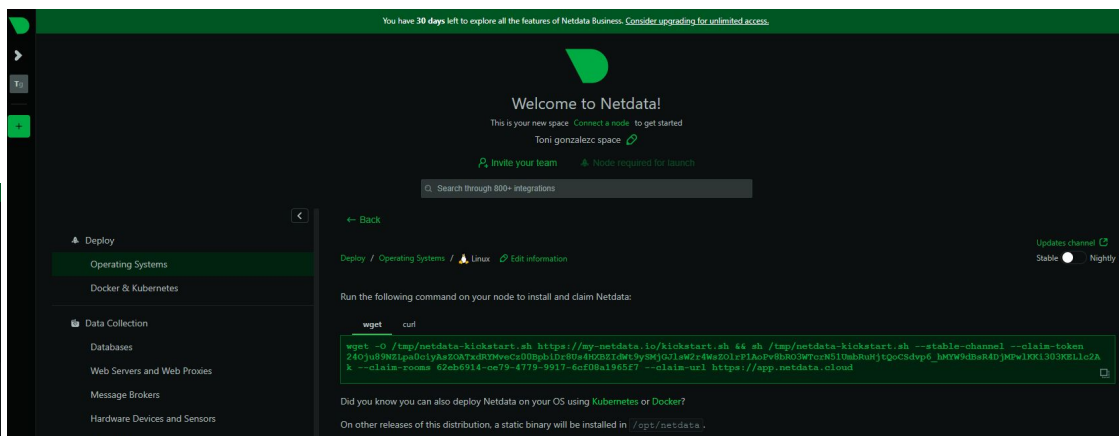 You have 30 days left to explore all the features of Netdata Business. Consider upgrading for unlimited access.
Tg
+
Welcome to Netdata!
This is your new space Connect a node to get started
Toni gonzalezc space
Invite your team Node required for launch
Search through 800+ integrations
← Back
Deploy
Operating Systems
Docker & Kubernetes
Data Collection
Databases
Web Servers and Web Proxies
Message Brokers
Hardware Devices and Sensors
Updates channel
Deploy / Operating Systems / Linux Edit information
Stable Nightly
Run the following command on your node to install and claim Netdata:
wget curl
wget -O /tmp/netdata-kickstart.sh https://my-netdata.io/kickstart.sh && sh /tmp/netdata-kickstart.sh --stable-channel --claim-token
k --claim-rooms 62eb6914-ce79-4779-9917-6cf08a1965f7 --claim-url https://app.netdata.cloud
Did you know you can also deploy Netdata on your OS using Kubernetes or Docker?
On other releases of this distribution, a static binary will be installed in /opt/netdata.